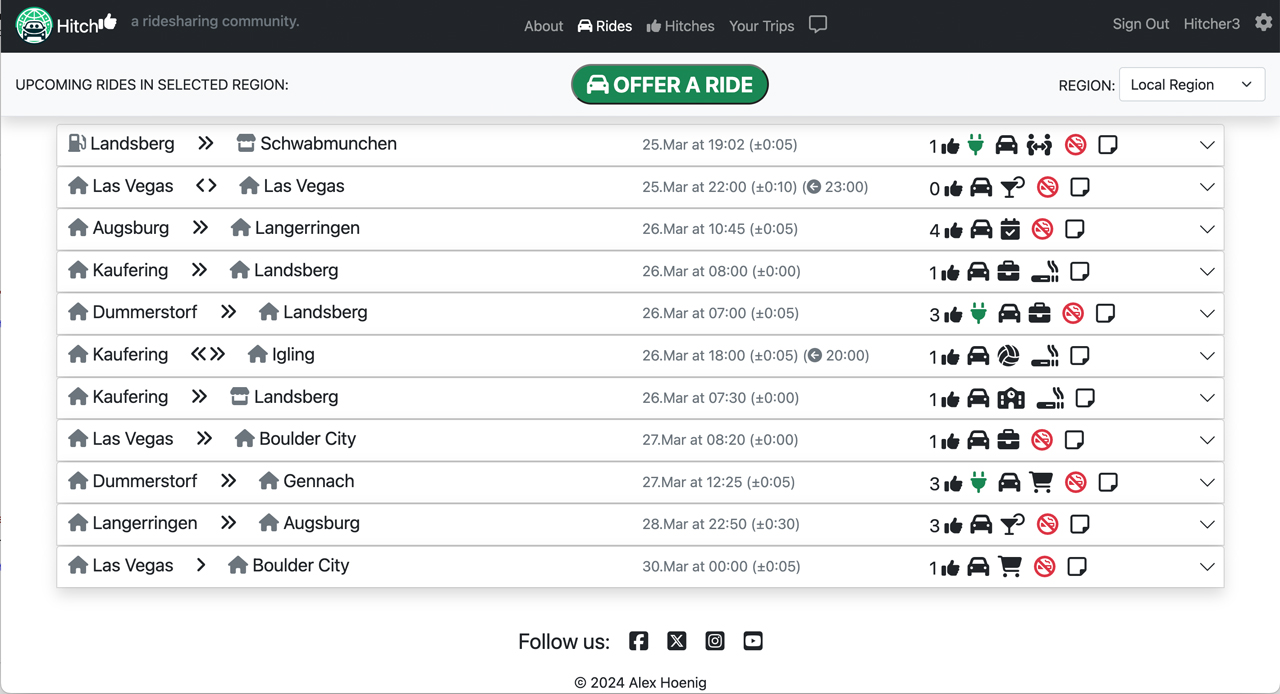 Hitch a ridesharing community. About Rides Hitches Your Trips Sign Out Hitcher3
UPCOMING RIDES IN SELECTED REGION: OFFER A RIDE REGION: Local Region
Landsberg Schwabmunchen 25.Mar at 19:02 (±0:05) 1
Las Vegas <> Las Vegas 25.Mar at 22:00 (±0:10) ( 23:00) 0
Augsburg Langerringen 26.Mar at 10:45 (±0:05) 4
Kaufering Landsberg 26.Mar at 08:00 (±0:00) 1
Dummerstorf Landsberg 26.Mar at 07:00 (±0:05) 3
Kaufering Igling 26.Mar at 18:00 (±0:05) ( 20:00) 1
Kaufering Landsberg 26.Mar at 07:30 (±0:00) 1
Las Vegas Boulder City 27.Mar at 08:20 (±0:00) 1
Dummerstorf Gennach 27.Mar at 12:25 (±0:05) 3
Langerringen Augsburg 28.Mar at 22:50 (±0:30) 3
Las Vegas Boulder City 30.Mar at 00:00 (±0:05) 1
Follow us:
© 2024 Alex Hoenig